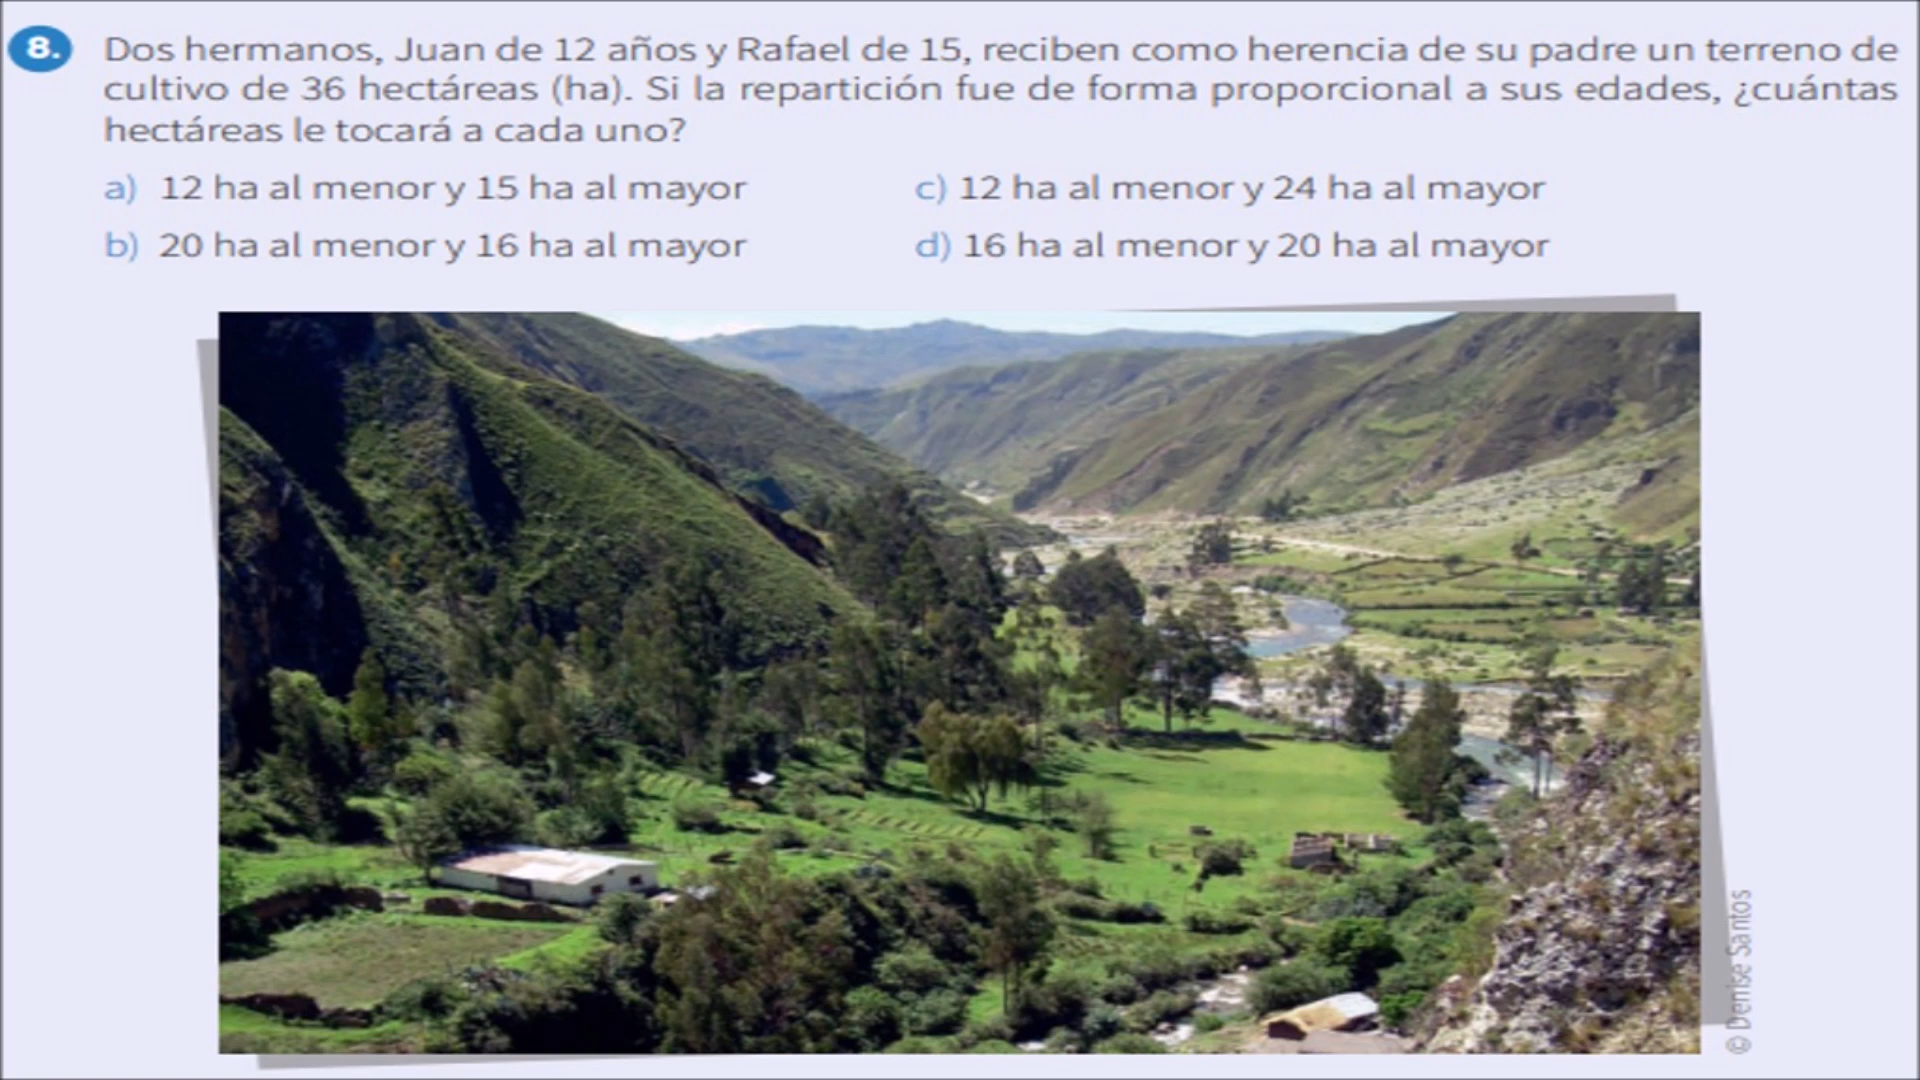 8. Dos hermanos, Juan de 12 años y Rafael de 15, reciben como herencia de su padre un terreno de
cultivo de 36 hectáreas (ha). Si la repartición fue de forma proporcional a sus edades, ¿cuántas
hectáreas le tocará a cada uno?
a) 12 ha al menor y 15 ha al mayor
c) 12 ha al menor y 24 ha al mayor
b) 20 ha al menor y 16 ha al mayor
d) 16 ha al menor y 20 ha al mayor
© Denise Santos